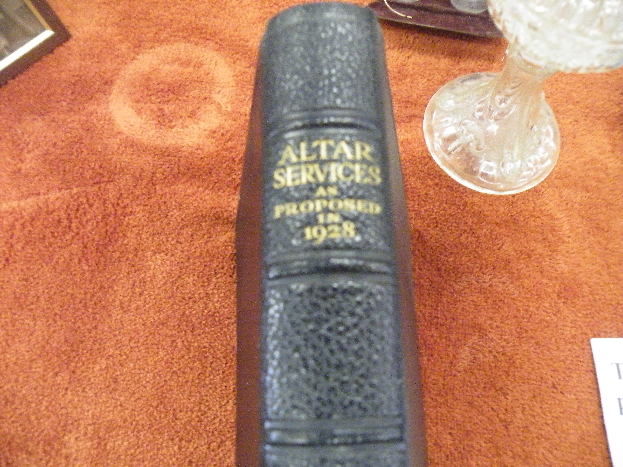 ALTAR
SERVICES
AS
PROPOSED
IN
1928